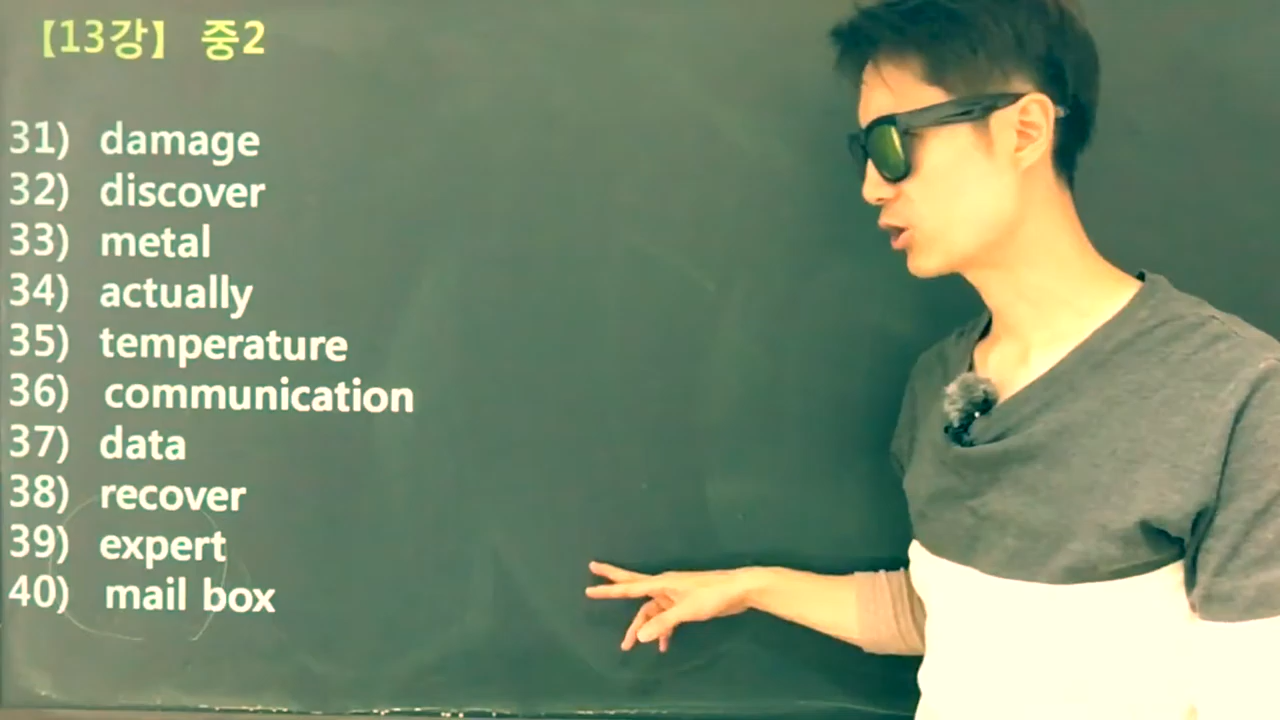 【13강】 중2
31) damage
32) discover
33) metal
34) actually
35) temperature
36) communication
37) data
38) recover
39) expert
40) mail box